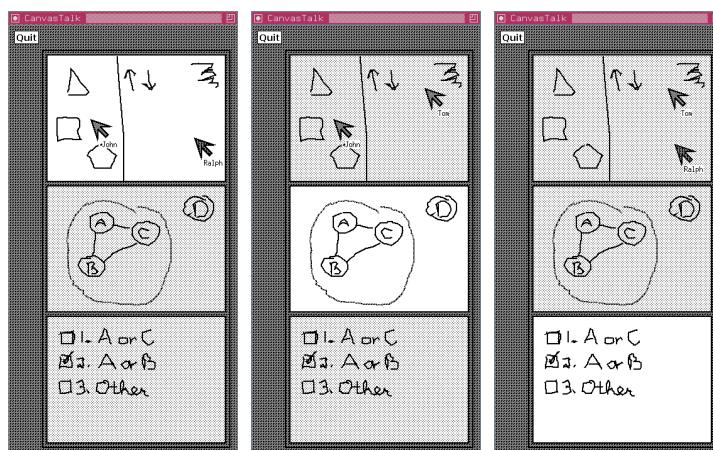 CanvasTalk
Quit
John
Ralph
A
C
B
D
1. A or C
2. A or B
3. Other
CanvasTalk
Quit
Tom
John
A
C
B
D
1. A or C
2. A or B
3. Other
CanvasTalk
Quit
Tom
Ralph
A
C
B
D
1. A or C
2. A or B
3. Other